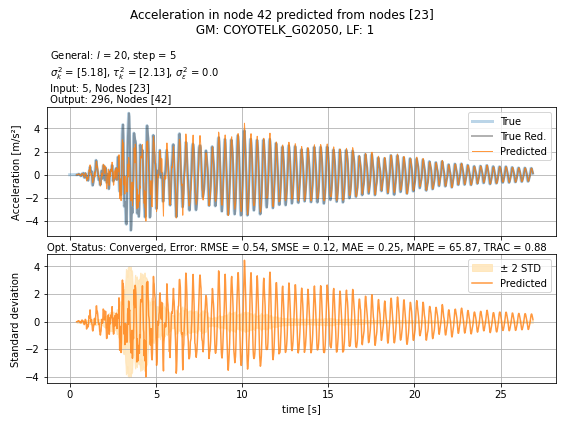 Acceleration in node 42 predicted from nodes [23]
GM: COYOTELK_G02050, LF: 1
General: l = 20, step = 5
σ²ₖ = [5.18], τ²ₖ = [2.13], σ²ε = 0.0
Input: 5, Nodes [23]
Output: 296, Nodes [42]
Acceleration [m/s²]
4
2
0
−2
−4
True
True Red.
Predicted
Opt. Status: Converged, Error: RMSE = 0.54, SMSE = 0.12, MAE = 0.25, MAPE = 65.87, TRAC = 0.88
Standard deviation
4
2
0
−2
−4
± 2 STD
Predicted
0 5 10 15 20 25
time [s]